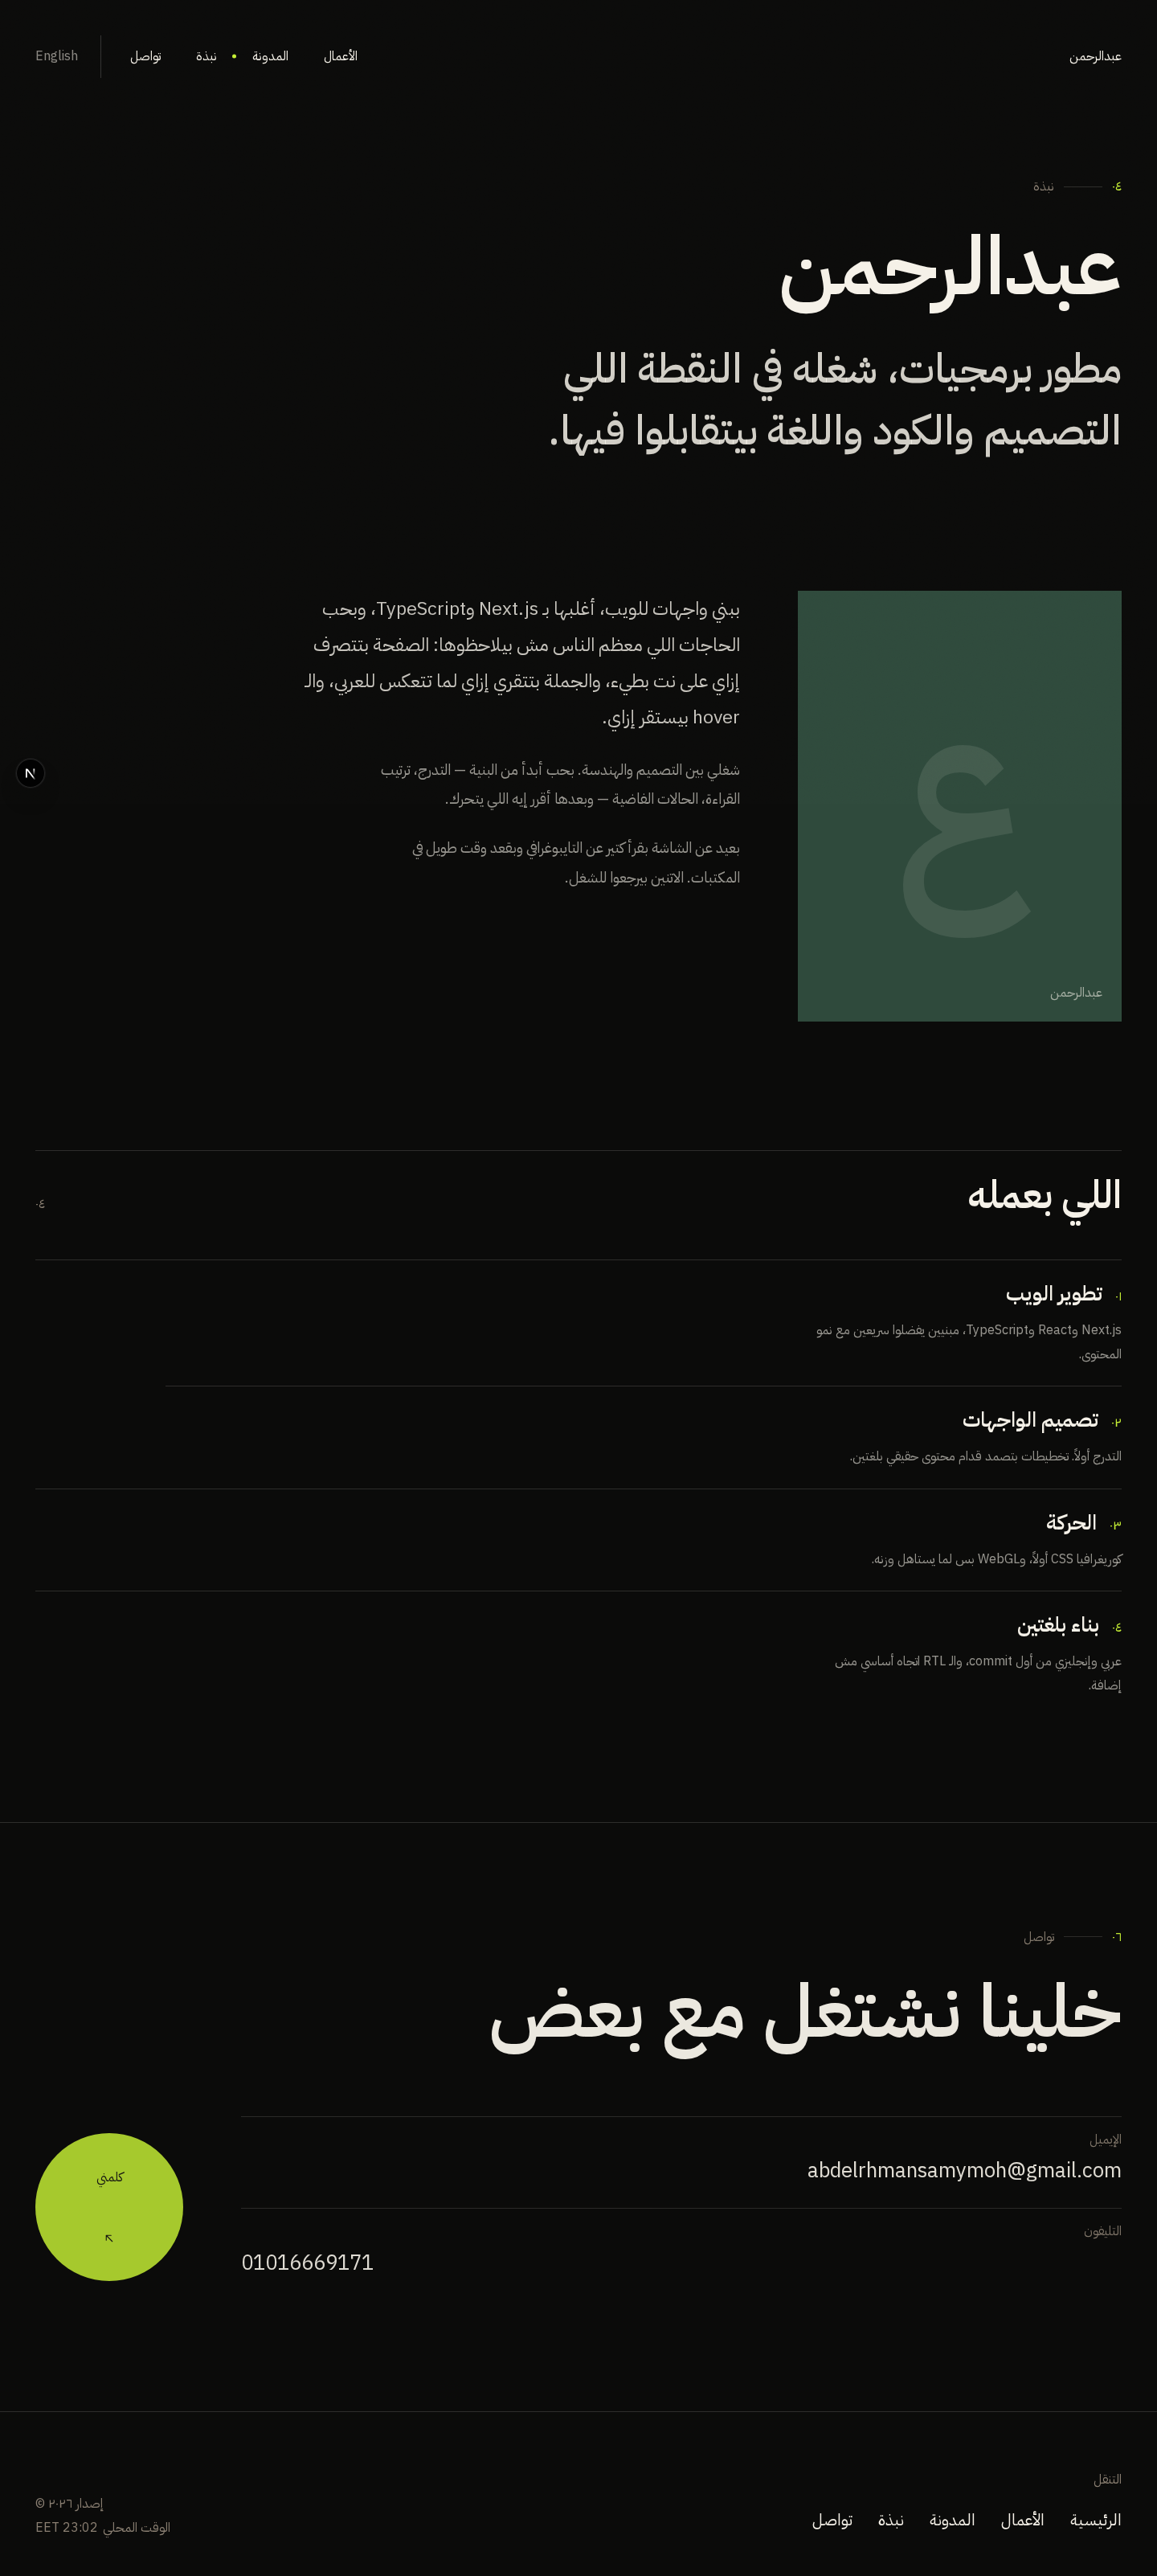 عبدالرحمن
الأعمال
المدونة
نبذة
تواصل
English
٠٤
نبذة
عبدالرحمن
مطور برمجيات، شغله في النقطة اللي
التصميم والكود واللغة بيتقابلوا فيها.
ع
عبدالرحمن
ببني واجهات للويب، أغلبها بـ Next.js وTypeScript، وبحب
الحاجات اللي معظم الناس مش بيلاحظوها: الصفحة بتتصرف
إزاي على نت بطيء، والجملة بتتقري إزاي لما تتعكس للعربي، والـ
hover بيستقر إزاي.
شغلي بين التصميم والهندسة. بحب أبدأ من البنية — التدرج، ترتيب
القراءة، الحالات الفاضية — وبعدها أقرر إيه اللي يتحرك.
بعيد عن الشاشة بقرأ كتير عن التايبوغرافي وبقعد وقت طويل في
المكتبات. الاتنين بيرجعوا للشغل.
N
اللي بعمله
٠٤
٠١ تطوير الويب
Next.js وReact وTypeScript، مبنيين يفضلوا سريعين مع نمو
المحتوى.
٠٢ تصميم الواجهات
التدرج أولاً. تخطيطات بتصمد قدام محتوى حقيقي بلغتين.
٠٣ الحركة
كوريغرافيا CSS أولاً، وWebGL بس لما يستاهل وزنه.
٠٤ بناء بلغتين
عربي وإنجليزي من أول commit، والـ RTL اتجاه أساسي مش
إضافة.
٠٦
تواصل
خلينا نشتغل مع بعض
الإيميل
abdelrhmansamymoh@gmail.com
التليفون
01016669171
كلمني
↖
التنقل
الرئيسية
الأعمال
المدونة
نبذة
تواصل
إصدار ٢٠٢٦ ©
الوقت المحلي 23:02 EET